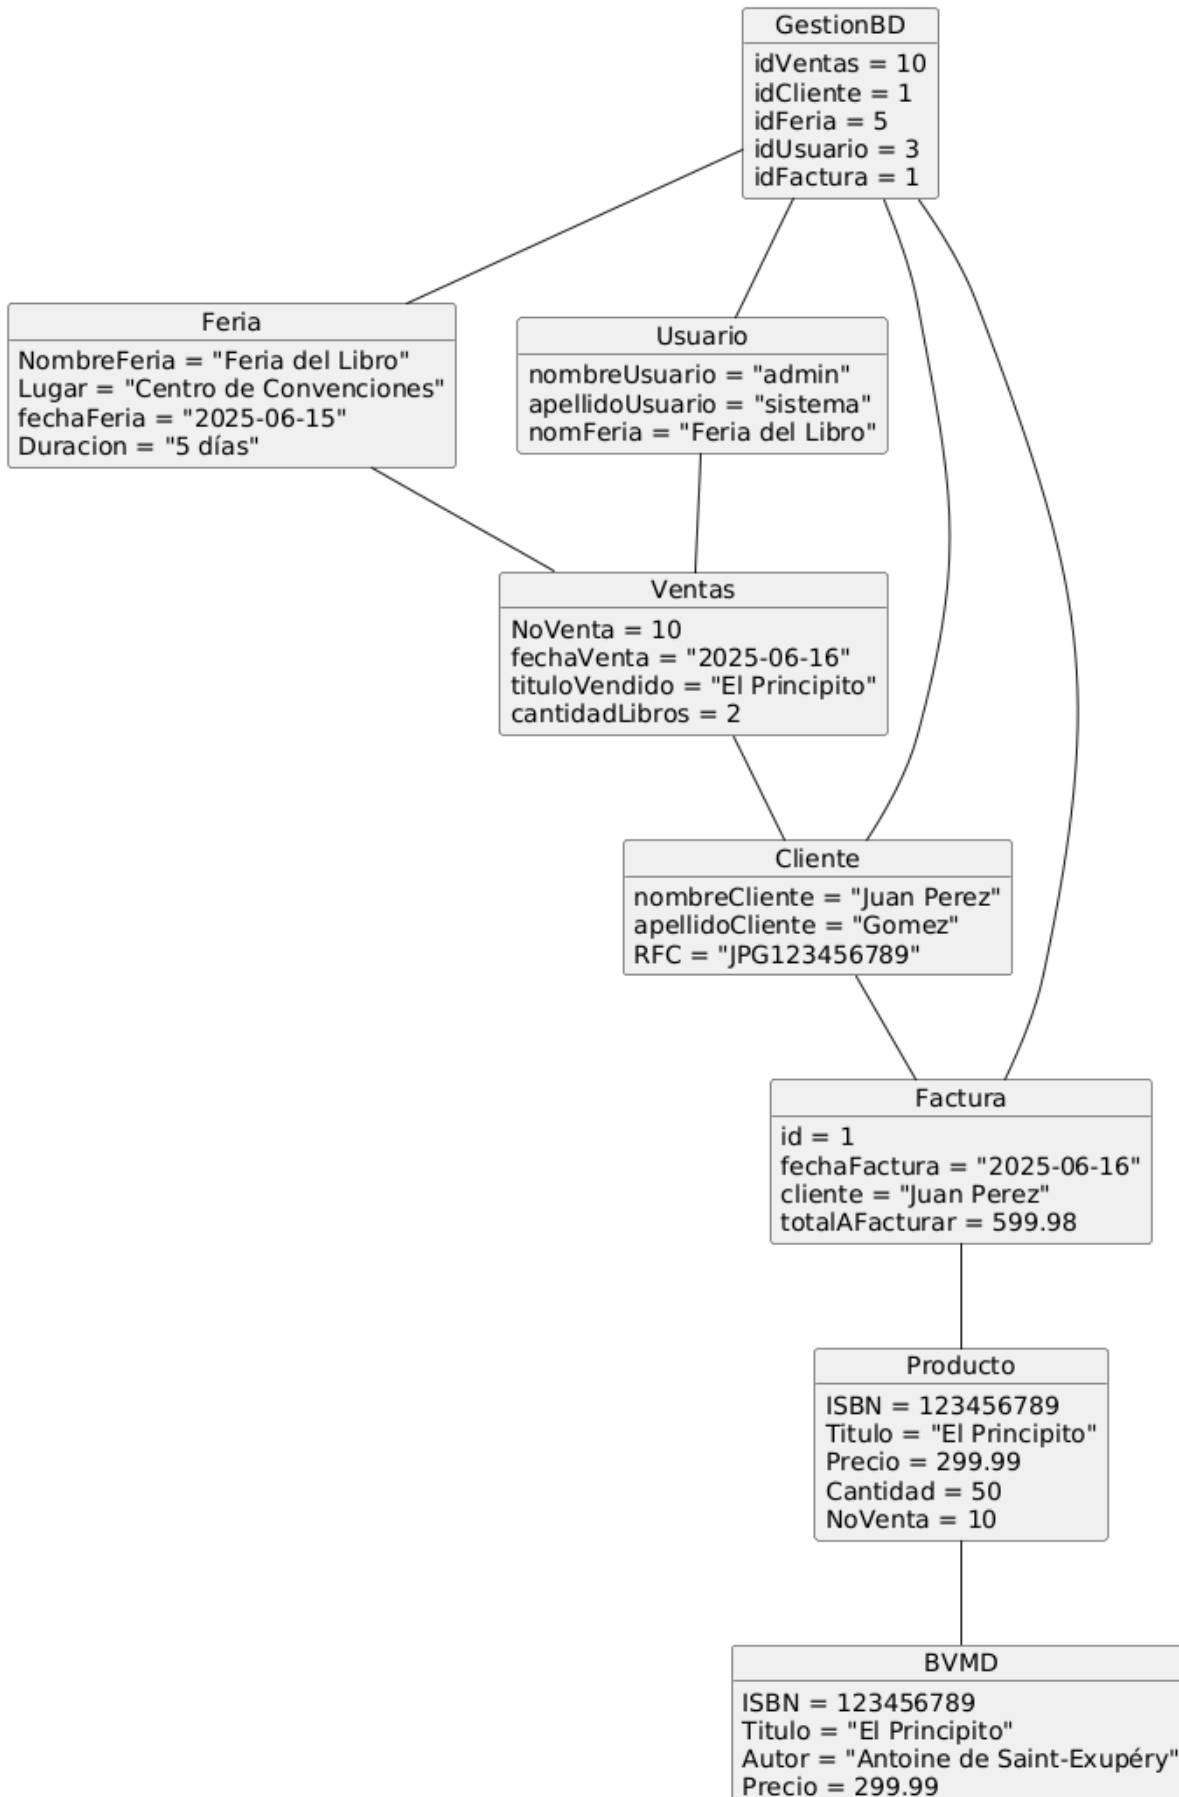 GestionBD
idVentas = 10
idCliente = 1
idFeria = 5
idUsuario = 3
idFactura = 1
Feria
NombreFeria = "Feria del Libro"
Lugar = "Centro de Convenciones"
fechaFeria = "2025-06-15"
Duracion = "5 días"
Usuario
nombreUsuario = "admin"
apellidoUsuario = "sistema"
nomFeria = "Feria del Libro"
Ventas
NoVenta = 10
fechaVenta = "2025-06-16"
tituloVendido = "El Principito"
cantidadLibros = 2
Cliente
nombreCliente = "Juan Perez"
apellidoCliente = "Gomez"
RFC = "JPG123456789"
Factura
id = 1
fechaFactura = "2025-06-16"
cliente = "Juan Perez"
totalAFacturar = 599.98
Producto
ISBN = 123456789
Titulo = "El Principito"
Precio = 299.99
Cantidad = 50
NoVenta = 10
BVMD
ISBN = 123456789
Titulo = "El Principito"
Autor = "Antoine de Saint-Exupéry"
Precio = 299.99